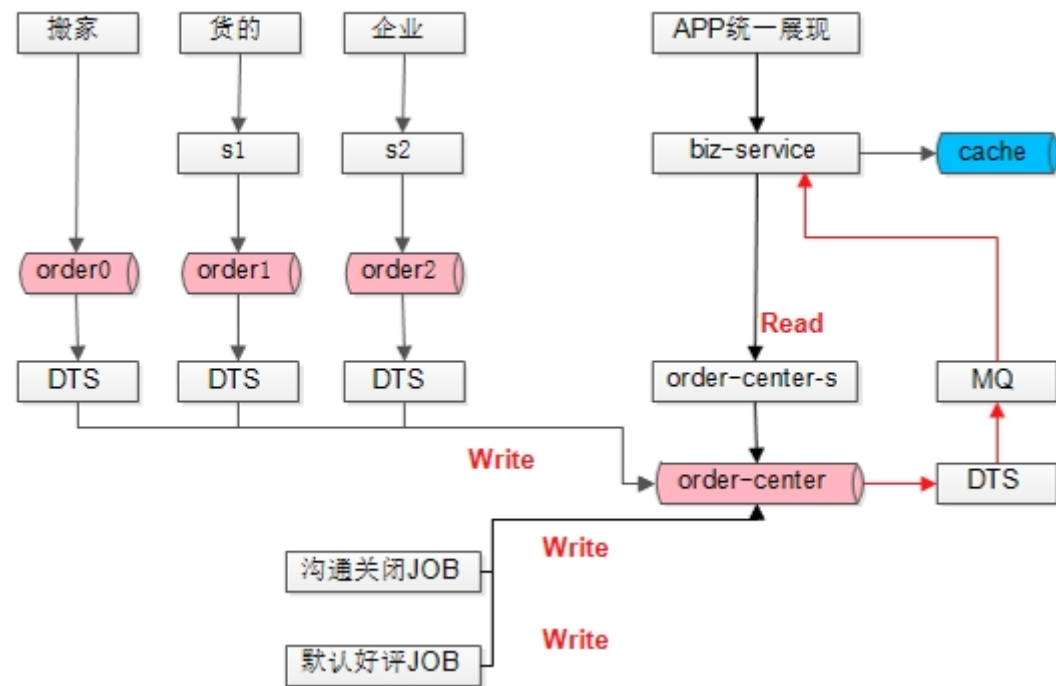 搬家
货的
企业
APP统一展现
s1
s2
biz-service
cache
order0
order1
order2
Read
DTS
DTS
DTS
order-center-s
MQ
Write
order-center
DTS
沟通关闭JOB
Write
默认好评JOB
Write